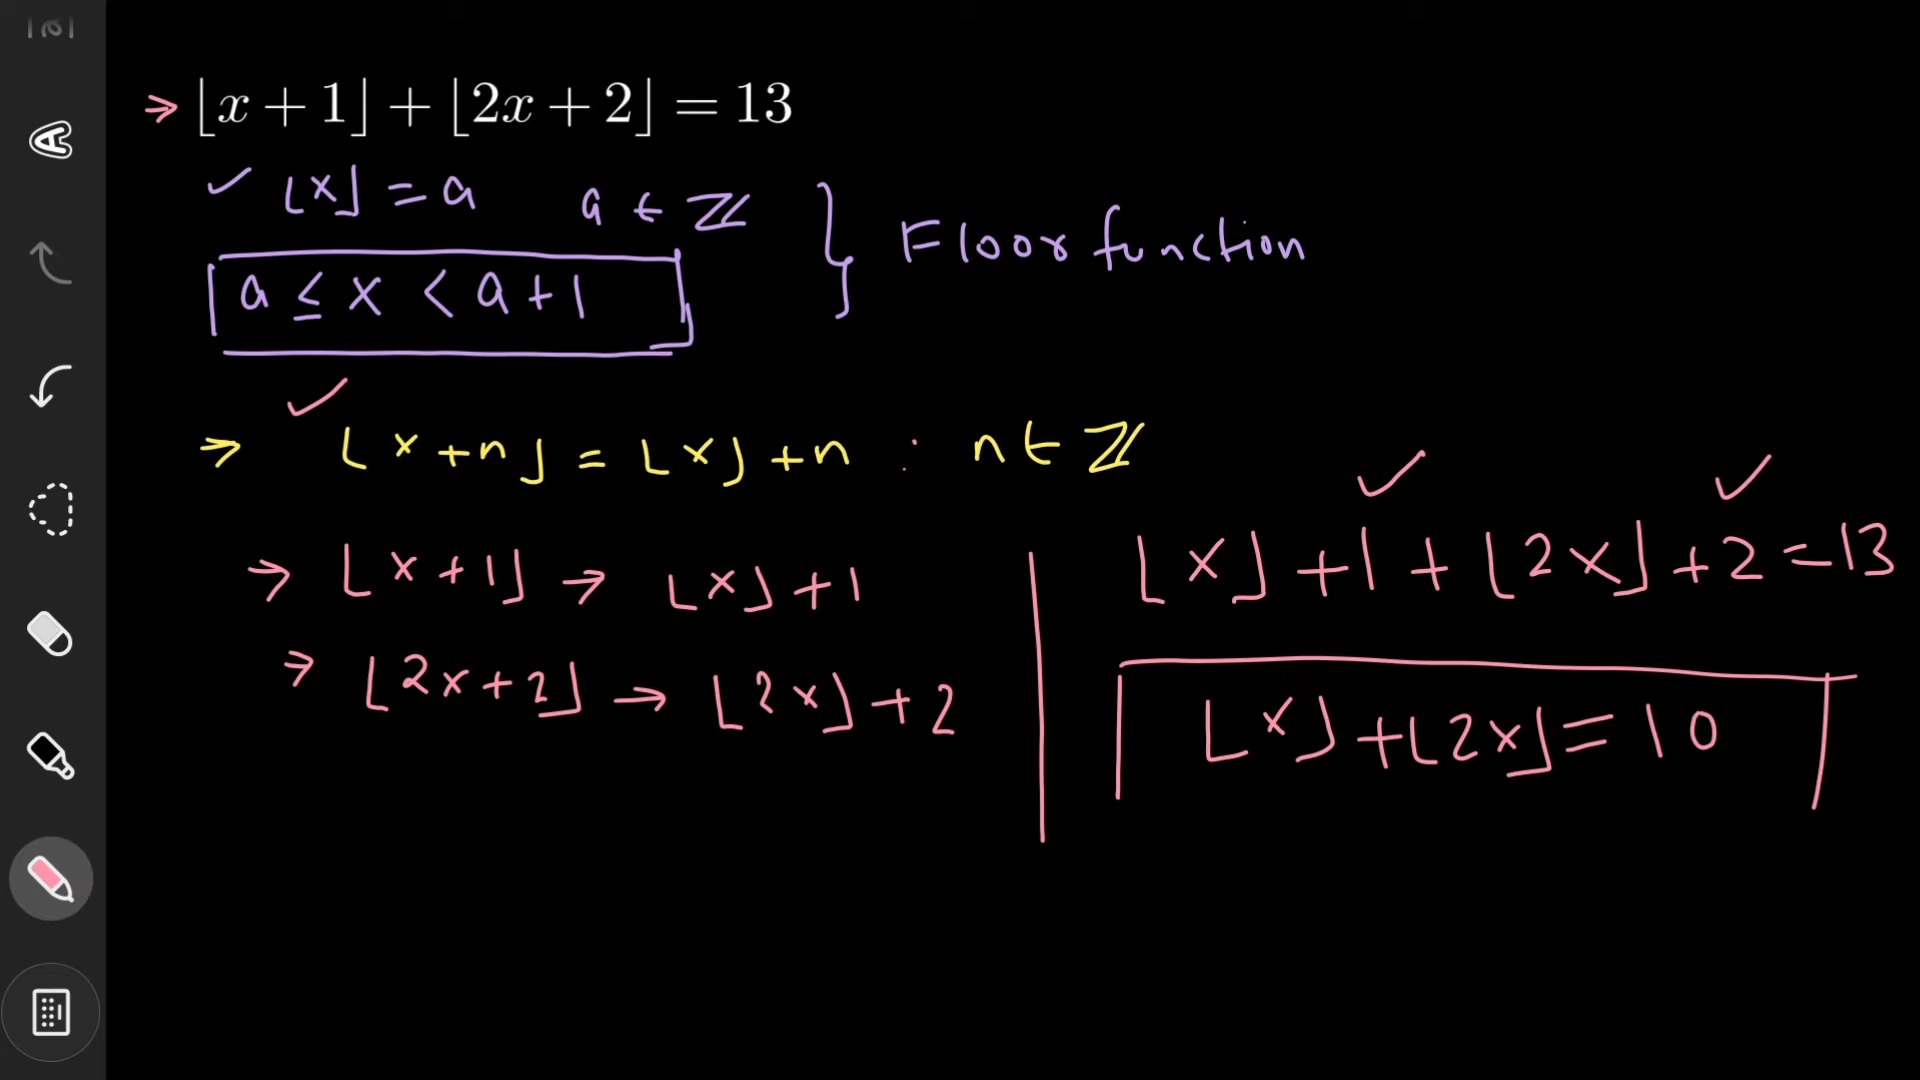 → ⌊x + 1⌋ + ⌊2x + 2⌋ = 13
✓ ⌊x⌋ = a a ∈ ℤ
a ≤ x < a + 1
} Floor function
✓
→ ⌊x + n⌋ = ⌊x⌋ + n : n ∈ ℤ
→ ⌊x + 1⌋ → ⌊x⌋ + 1
→ ⌊2x + 2⌋ → ⌊2x⌋ + 2
✓ ✓
⌊x⌋ + 1 + ⌊2x⌋ + 2 = 13
⌊x⌋ + ⌊2x⌋ = 10
A